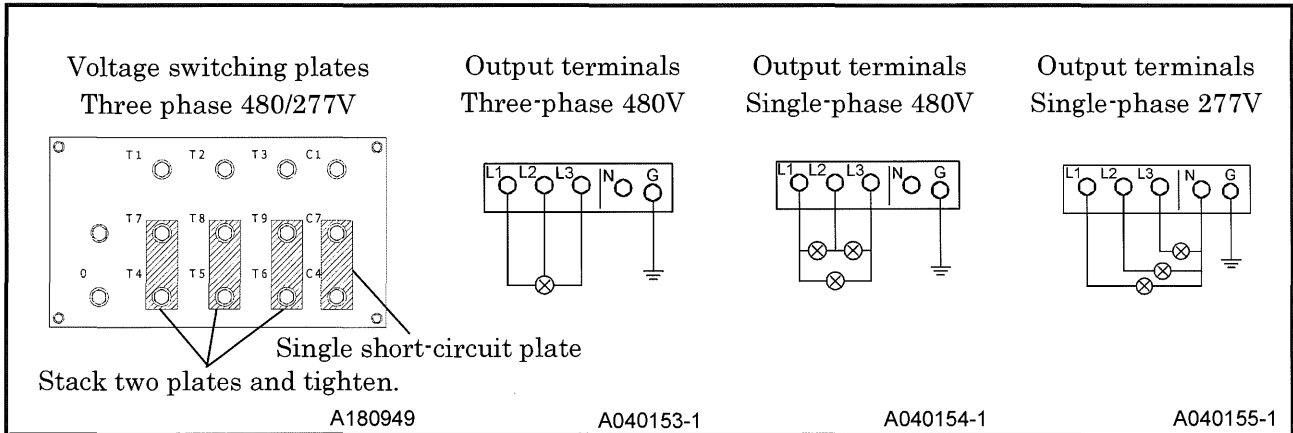 Voltage switching plates
Three phase 480/277V
Output terminals
Three-phase 480V
Output terminals
Single-phase 480V
Output terminals
Single-phase 277V
T1 T2 T3 C1
T7 T8 T9 C7
0 T4 T5 T6 C4
L1 L2 L3 N G
L1 L2 L3 N G
L1 L2 L3 N G
Single short-circuit plate
Stack two plates and tighten.
A180949
A040153-1
A040154-1
A040155-1